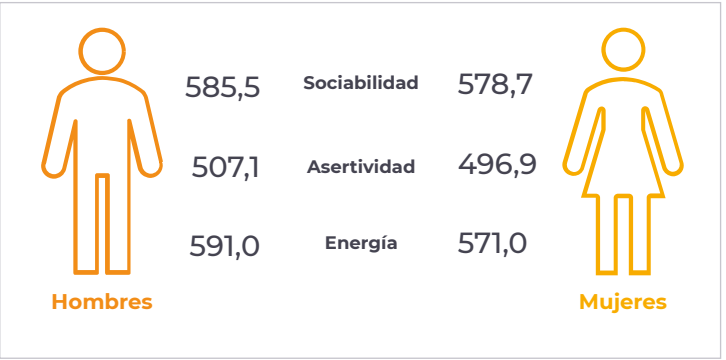 585,5 Sociabilidad 578,7
507,1 Asertividad 496,9
591,0 Energía 571,0
Hombres Mujeres